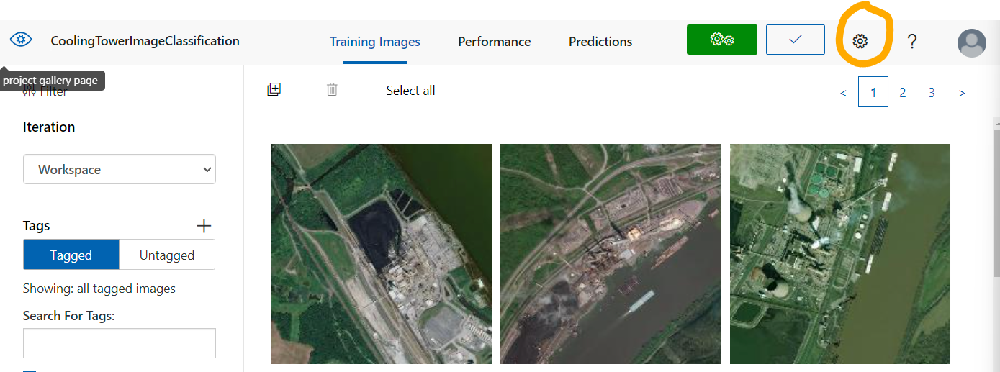 CoolingTowerImageClassification
Training Images
Performance
Predictions
?
project gallery page
Filter
Select all
< 1 2 3 >
Iteration
Workspace
Tags +
Tagged
Untagged
Showing: all tagged images
Search For Tags: